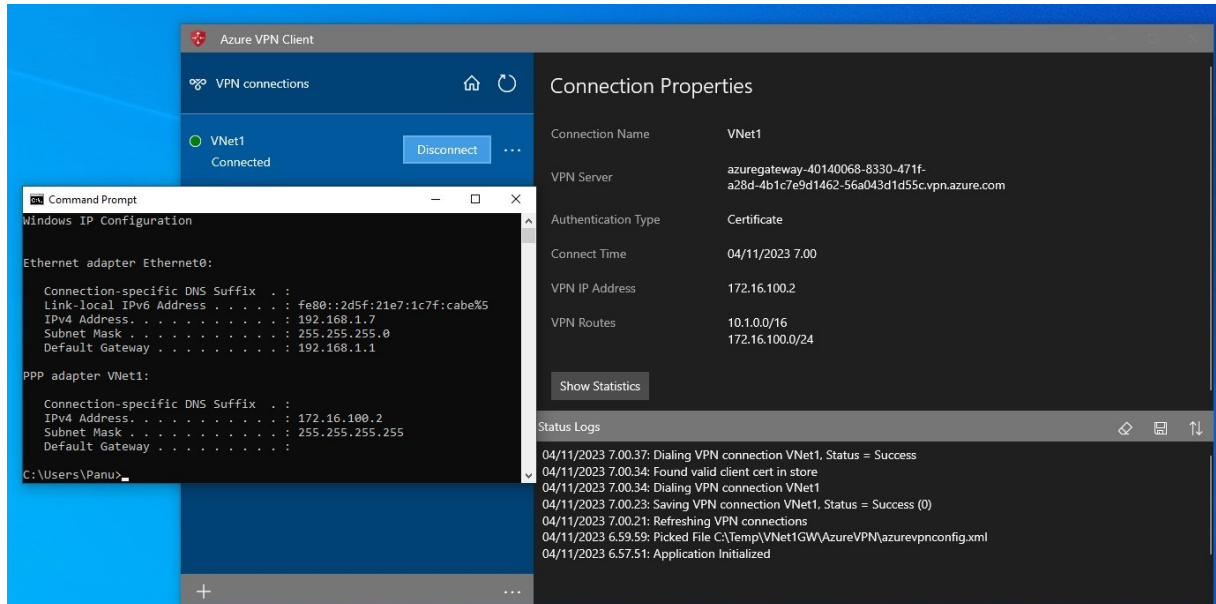 Azure VPN Client
VPN connections
VNet1
Connected
Disconnect
Connection Properties
Connection Name VNet1
VPN Server azuregateway-40140068-8330-471f-
a28d-4b1c7e9d1462-56a043d1d55c.vpn.azure.com
Authentication Type Certificate
Connect Time 04/11/2023 7.00
VPN IP Address 172.16.100.2
VPN Routes 10.1.0.0/16
172.16.100.0/24
Show Statistics
Status Logs
04/11/2023 7.00.37: Dialing VPN connection VNet1, Status = Success
04/11/2023 7.00.34: Found valid client cert in store
04/11/2023 7.00.34: Dialing VPN connection VNet1
04/11/2023 7.00.23: Saving VPN connection VNet1, Status = Success (0)
04/11/2023 7.00.21: Refreshing VPN connections
04/11/2023 6.59.59: Picked File C:\Temp\VNet1GW\AzureVPN\azurevpnconfig.xml
04/11/2023 6.57.51: Application Initialized
Command Prompt
Windows IP Configuration
Ethernet adapter Ethernet0:
Connection-specific DNS Suffix . :
Link-local IPv6 Address . . . . . : fe80::2d5f:21e7:1c7f:cabe%5
IPv4 Address. . . . . . . . . . . : 192.168.1.7
Subnet Mask . . . . . . . . . . . : 255.255.255.0
Default Gateway . . . . . . . . . : 192.168.1.1
PPP adapter VNet1:
Connection-specific DNS Suffix . :
IPv4 Address. . . . . . . . . . . : 172.16.100.2
Subnet Mask . . . . . . . . . . . : 255.255.255.255
Default Gateway . . . . . . . . . :
C:\Users\Panu>_